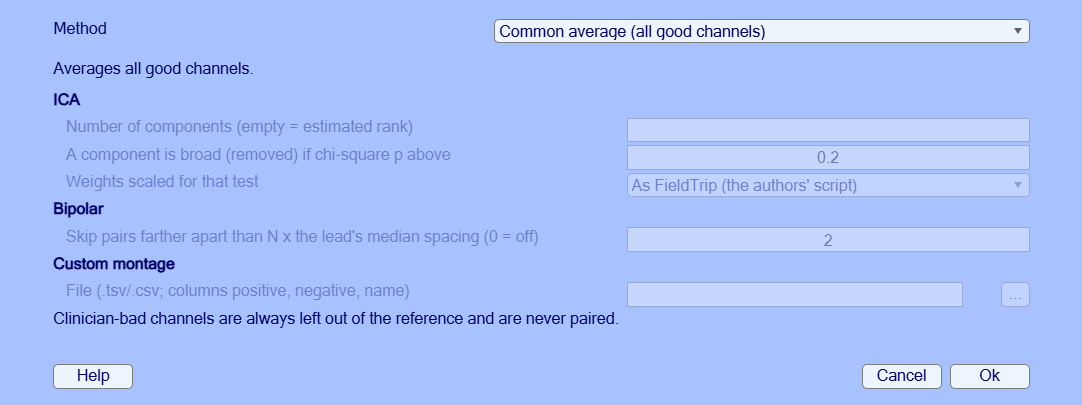 Method
Common average (all good channels)
Averages all good channels.
ICA
Number of components (empty = estimated rank)
A component is broad (removed) if chi-square p above
0.2
Weights scaled for that test
As FieldTrip (the authors' script)
Bipolar
Skip pairs farther apart than N x the lead's median spacing (0 = off)
2
Custom montage
File (.tsv/.csv; columns positive, negative, name)
...
Clinician-bad channels are always left out of the reference and are never paired.
Help
Cancel
Ok